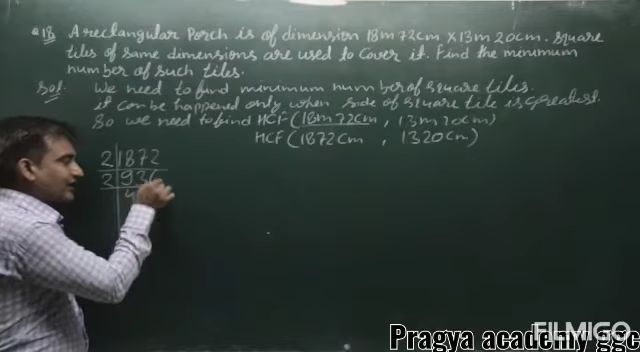 Q 18 A rectangular Porch is of dimension 18m 72cm X 13m 20cm. square
tiles of same dimensions are used to cover it. Find the minimum
number of such tiles.
Sol. We need to find minimum number of square tiles.
it can be happened only when side of square tile is greatest.
So we need to find HCF (18m 72cm , 13m 20cm)
HCF (1872cm , 1320cm)
2 1872
2 936
4
Pragya academy ggc
FILMIGO